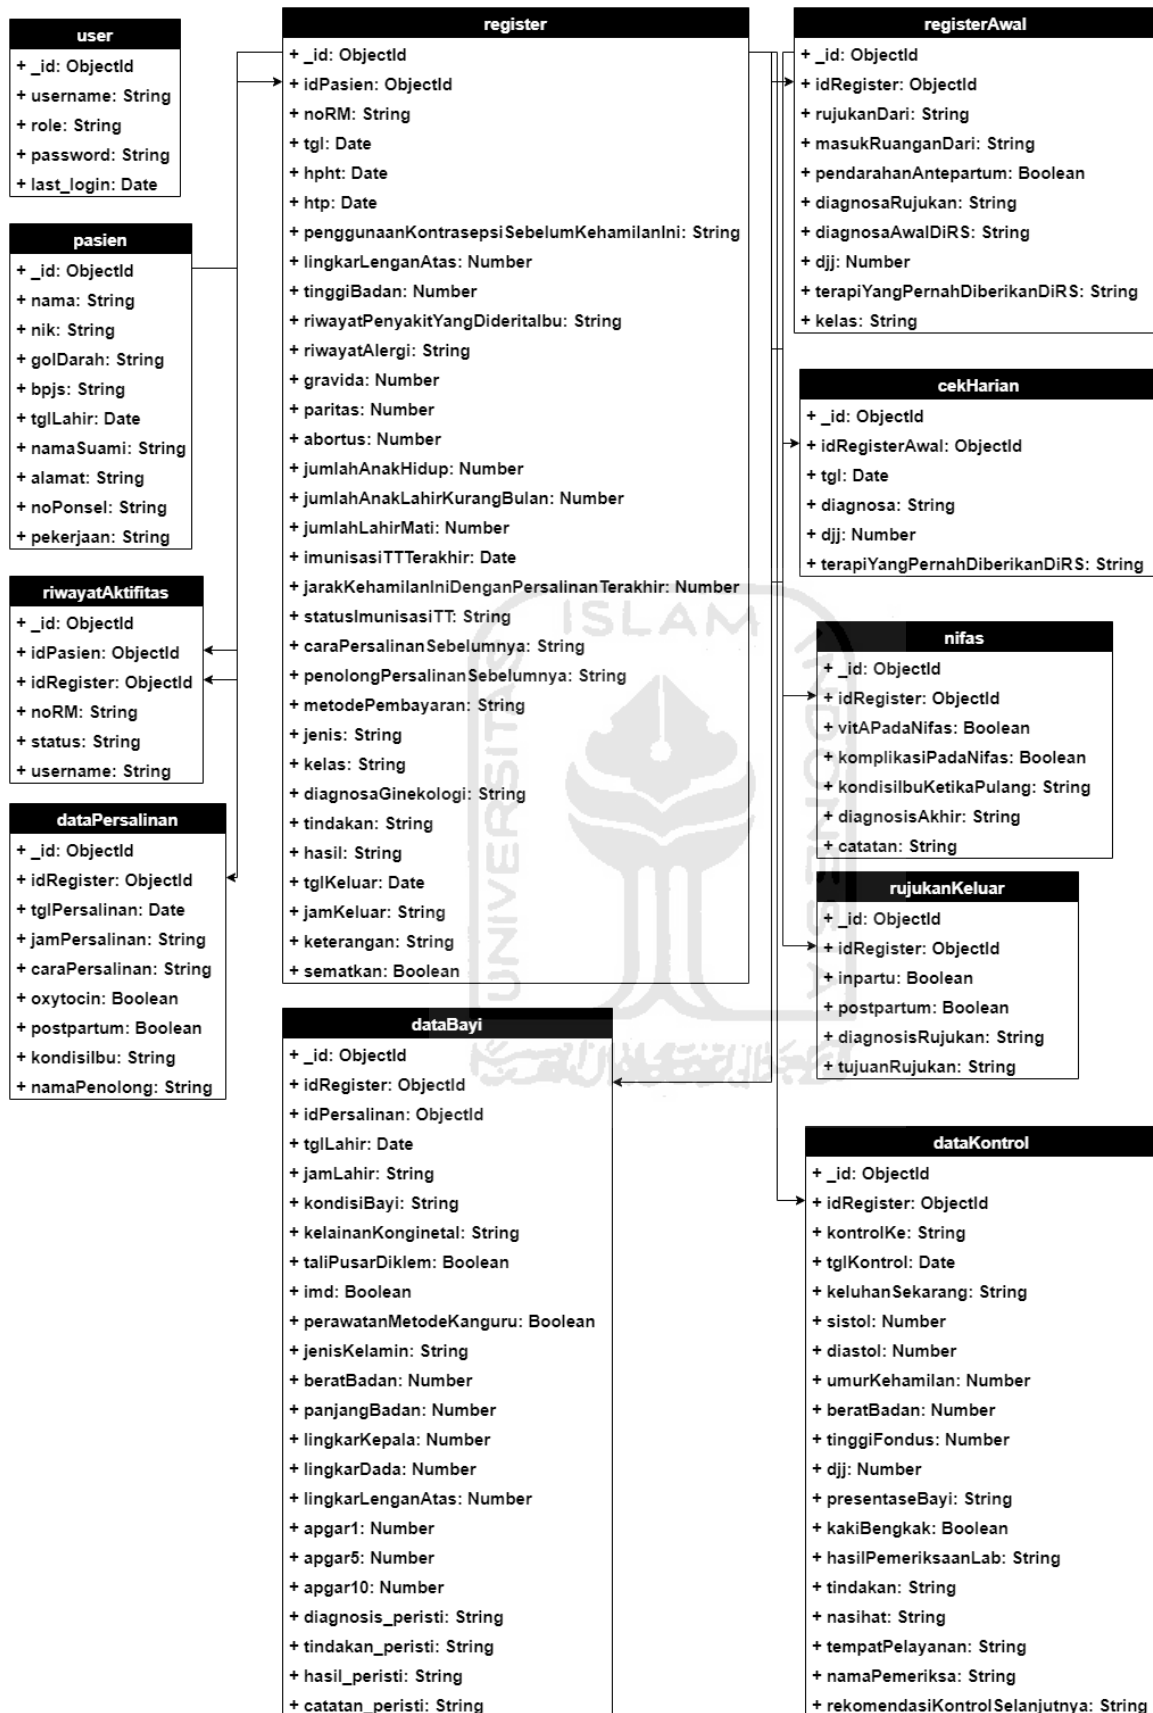 user
+ _id: ObjectId
+ username: String
+ role: String
+ password: String
+ last_login: Date
pasien
+ _id: ObjectId
+ nama: String
+ nik: String
+ golDarah: String
+ bpjs: String
+ tglLahir: Date
+ namaSuami: String
+ alamat: String
+ noPonsel: String
+ pekerjaan: String
riwayatAktifitas
+ _id: ObjectId
+ idPasien: ObjectId
+ idRegister: ObjectId
+ noRM: String
+ status: String
+ username: String
dataPersalinan
+ _id: ObjectId
+ idRegister: ObjectId
+ tglPersalinan: Date
+ jamPersalinan: String
+ caraPersalinan: String
+ oxytocin: Boolean
+ postpartum: Boolean
+ kondisiIbu: String
+ namaPenolong: String
register
+ _id: ObjectId
+ idPasien: ObjectId
+ noRM: String
+ tgl: Date
+ hpht: Date
+ htp: Date
+ penggunaanKontrasepsiSebelumKehamilanIni: String
+ lingkarLenganAtas: Number
+ tinggiBadan: Number
+ riwayatPenyakitYangDideritaIbu: String
+ riwayatAlergi: String
+ gravida: Number
+ paritas: Number
+ abortus: Number
+ jumlahAnakHidup: Number
+ jumlahAnakLahirKurangBulan: Number
+ jumlahLahirMati: Number
+ imunisasiTTTerakhir: Date
+ jarakKehamilanIniDenganPersalinanTerakhir: Number
+ statusImunisasiTT: String
+ caraPersalinanSebelumnya: String
+ penolongPersalinanSebelumnya: String
+ metodePembayaran: String
+ jenis: String
+ kelas: String
+ diagnosaGinekologi: String
+ tindakan: String
+ hasil: String
+ tglKeluar: Date
+ jamKeluar: String
+ keterangan: String
+ sematkan: Boolean
dataBayi
+ _id: ObjectId
+ idRegister: ObjectId
+ idPersalinan: ObjectId
+ tglLahir: Date
+ jamLahir: String
+ kondisiBayi: String
+ kelainanKonginetal: String
+ taliPusarDiklem: Boolean
+ imd: Boolean
+ perawatanMetodeKanguru: Boolean
+ jenisKelamin: String
+ beratBadan: Number
+ panjangBadan: Number
+ lingkarKepala: Number
+ lingkarDada: Number
+ lingkarLenganAtas: Number
+ apgar1: Number
+ apgar5: Number
+ apgar10: Number
+ diagnosis_peristi: String
+ tindakan_peristi: String
+ hasil_peristi: String
+ catatan_peristi: String
registerAwal
+ _id: ObjectId
+ idRegister: ObjectId
+ rujukanDari: String
+ masukRuanganDari: String
+ pendarahanAntepartum: Boolean
+ diagnosaRujukan: String
+ diagnosaAwalDiRS: String
+ djj: Number
+ terapiYangPernahDiberikanDiRS: String
+ kelas: String
cekHarian
+ _id: ObjectId
+ idRegisterAwal: ObjectId
+ tgl: Date
+ diagnosa: String
+ djj: Number
+ terapiYangPernahDiberikanDiRS: String
nifas
+ _id: ObjectId
+ idRegister: ObjectId
+ vitAPadaNifas: Boolean
+ komplikasiPadaNifas: Boolean
+ kondisiIbuKetikaPulang: String
+ diagnosisAkhir: String
+ catatan: String
rujukanKeluar
+ _id: ObjectId
+ idRegister: ObjectId
+ inpartu: Boolean
+ postpartum: Boolean
+ diagnosisRujukan: String
+ tujuanRujukan: String
dataKontrol
+ _id: ObjectId
+ idRegister: ObjectId
+ kontrolKe: String
+ tglKontrol: Date
+ keluhanSekarang: String
+ sistol: Number
+ diastol: Number
+ umurKehamilan: Number
+ beratBadan: Number
+ tinggiFondus: Number
+ djj: Number
+ presentaseBayi: String
+ kakiBengkak: Boolean
+ hasilPemeriksaanLab: String
+ tindakan: String
+ nasihat: String
+ tempatPelayanan: String
+ namaPemeriksa: String
+ rekomendasiKontrolSelanjutnya: String
UNIVERSITAS
ISLAM
INDONESIA